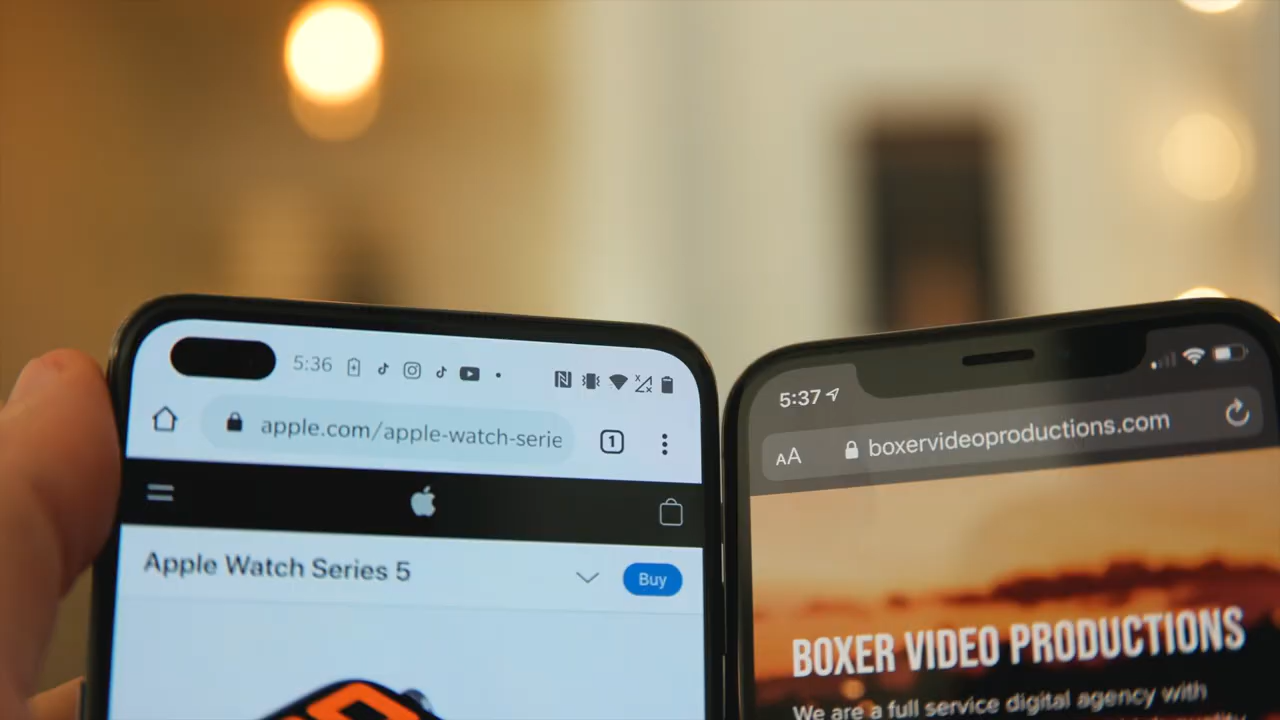 5:36
apple.com/apple-watch-serie
1
Apple Watch Series 5
Buy
5:37
AA
boxervideoproductions.com
BOXER VIDEO PRODUCTIONS
We are a full service digital agency with